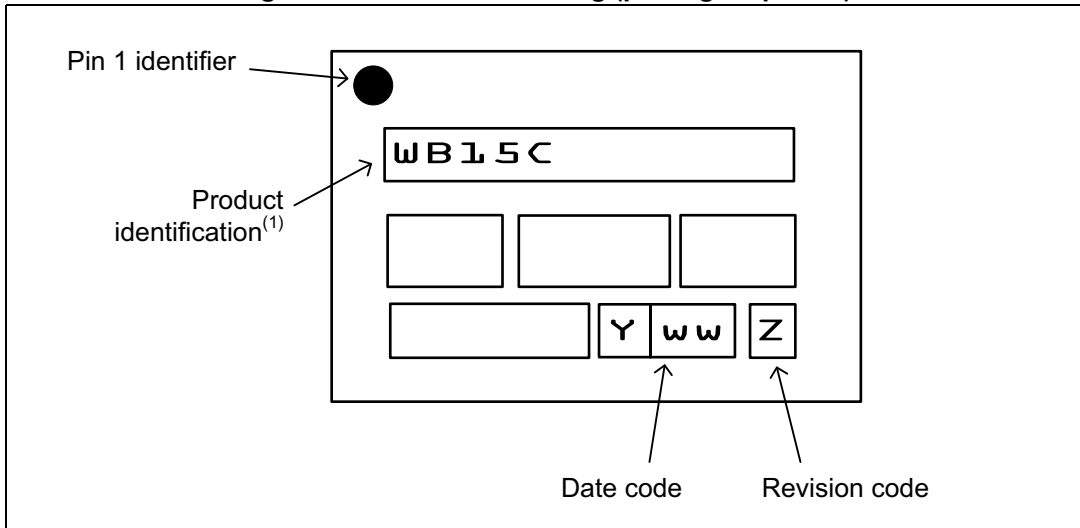 Pin 1 identifier
WB15C
Product
identification(1)
Y WW Z
Date code Revision code